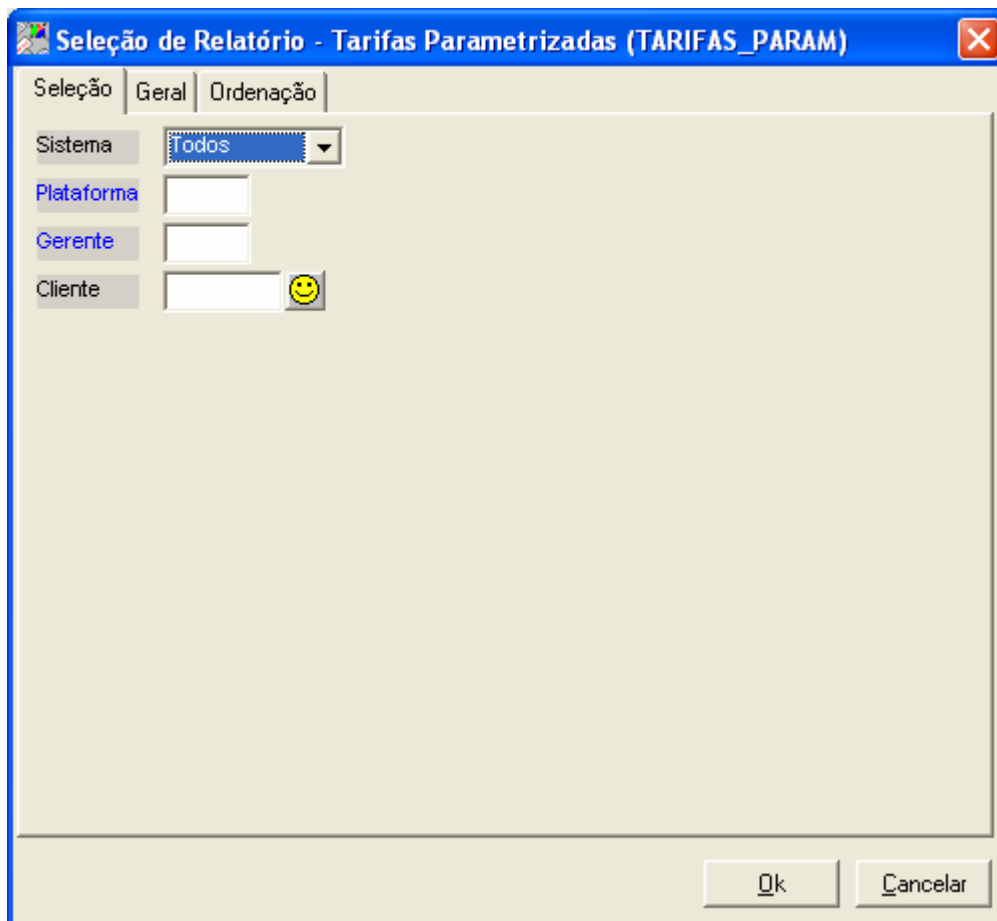 Seleção de Relatório - Tarifas Parametrizadas (TARIFAS_PARAM)
Seleção Geral Ordenação
Sistema Todos
Plataforma
Gerente
Cliente
Ok Cancelar